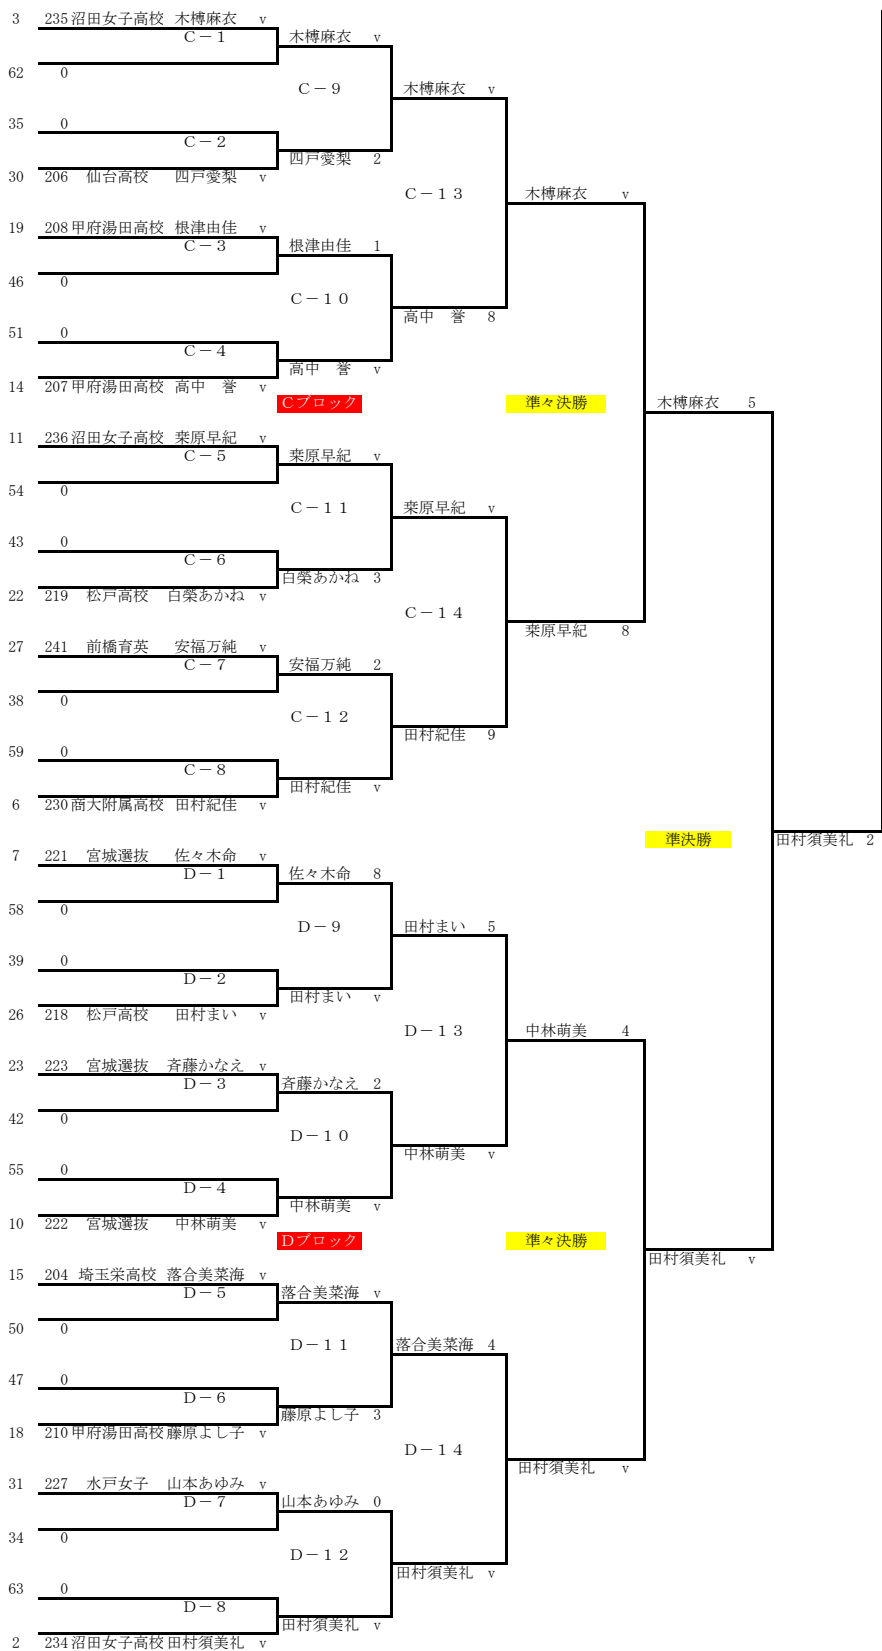 3 235 沼田女子高校 木榑麻衣 v
C－1 木榑麻衣 v
62 0
C－9 木榑麻衣 v
35 0
C－2
四戸愛梨 2
30 206 仙台高校 四戸愛梨 v
C－13 木榑麻衣 v
19 208 甲府湯田高校 根津由佳 v
C－3 根津由佳 1
46 0
C－10
高中 誉 8
51 0
C－4
高中 誉 v
14 207 甲府湯田高校 高中 誉 v
Cブロック 準々決勝 木榑麻衣 5
11 236 沼田女子高校 桒原早紀 v
C－5 桒原早紀 v
54 0
C－11 桒原早紀 v
43 0
C－6
白榮あかね 3
22 219 松戸高校 白榮あかね v
C－14
桒原早紀 8
27 241 前橋育英 安福万純 v
C－7 安福万純 2
38 0
C－12
田村紀佳 9
59 0
C－8
田村紀佳 v
6 230 商大附属高校 田村紀佳 v
準決勝 田村須美礼 2
7 221 宮城選抜 佐々木命 v
D－1 佐々木命 8
58 0
D－9 田村まい 5
39 0
D－2
田村まい v
26 218 松戸高校 田村まい v
D－13 中林萌美 4
23 223 宮城選抜 斉藤かなえ v
D－3 斉藤かなえ 2
42 0
D－10
中林萌美 v
55 0
D－4
中林萌美 v
10 222 宮城選抜 中林萌美 v
Dブロック 準々決勝
田村須美礼 v
15 204 埼玉栄高校 落合美菜海 v
D－5 落合美菜海 v
50 0
D－11 落合美菜海 4
47 0
D－6
藤原よし子 3
18 210 甲府湯田高校 藤原よし子 v
D－14
田村須美礼 v
31 227 水戸女子 山本あゆみ v
D－7 山本あゆみ 0
34 0
D－12
田村須美礼 v
63 0
D－8
田村須美礼 v
2 234 沼田女子高校 田村須美礼 v